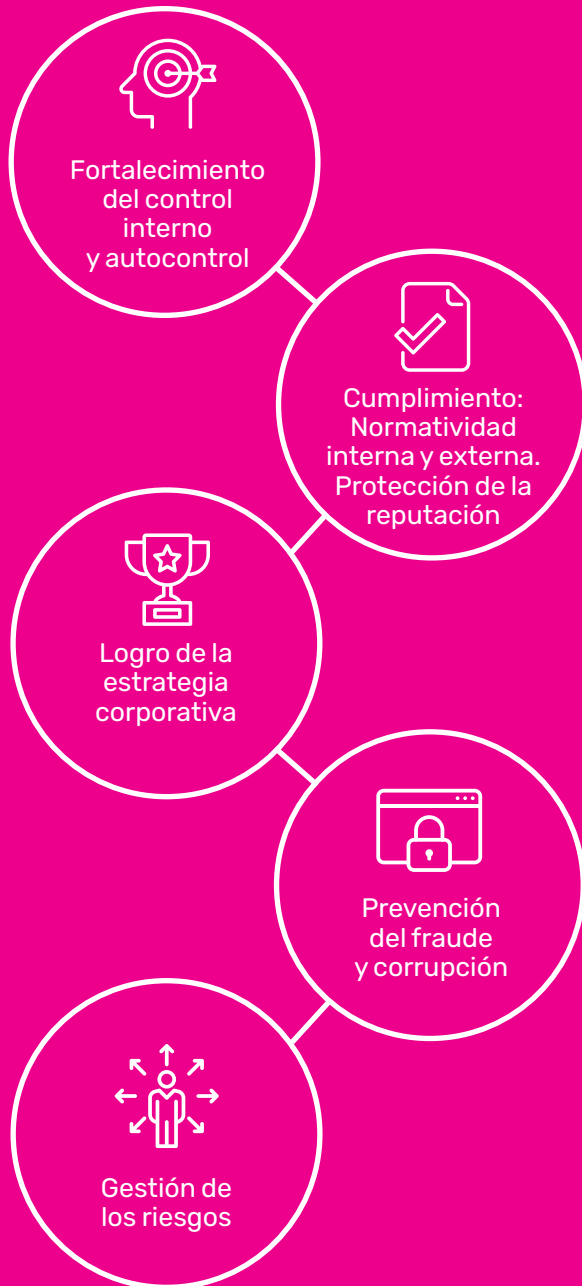 Fortalecimiento
del control
interno
y autocontrol
Cumplimiento:
Normatividad
interna y externa.
Protección de la
reputación
Logro de la
estrategia
corporativa
Prevención
del fraude
y corrupción
Gestión de
los riesgos